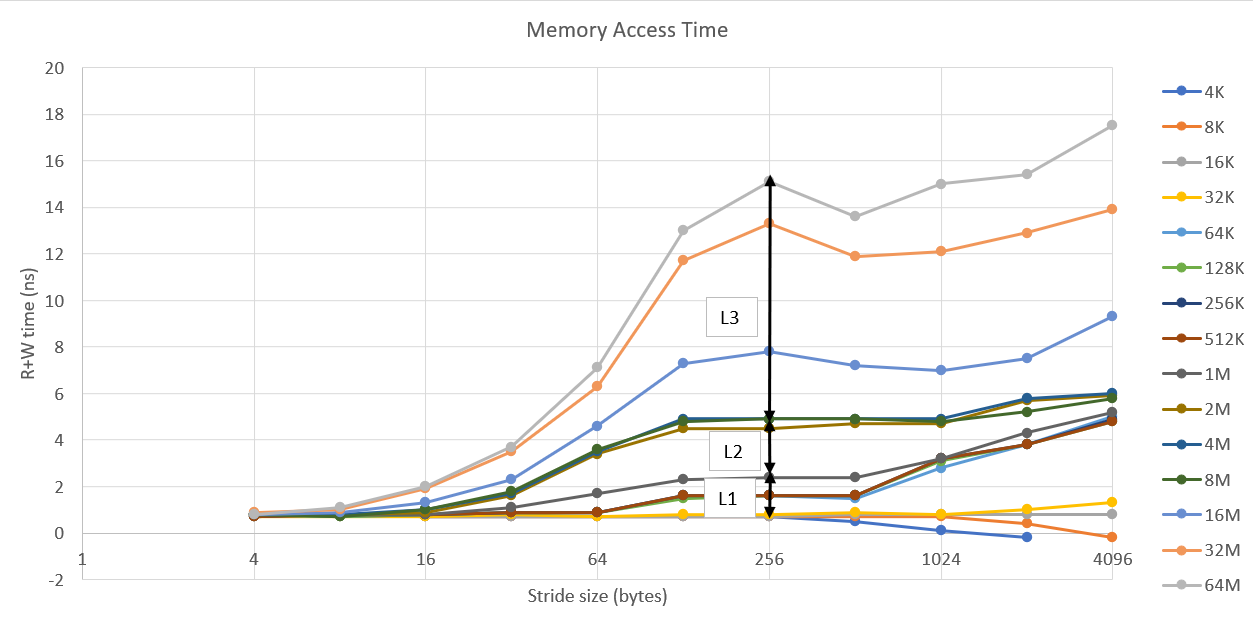 Memory Access Time
R+W time (ns)
20
18
16
14
12
10
8
6
4
2
0
-2
1
4
16
64
256
1024
4096
Stride size (bytes)
L3
L2
L1
4K
8K
16K
32K
64K
128K
256K
512K
1M
2M
4M
8M
16M
32M
64M